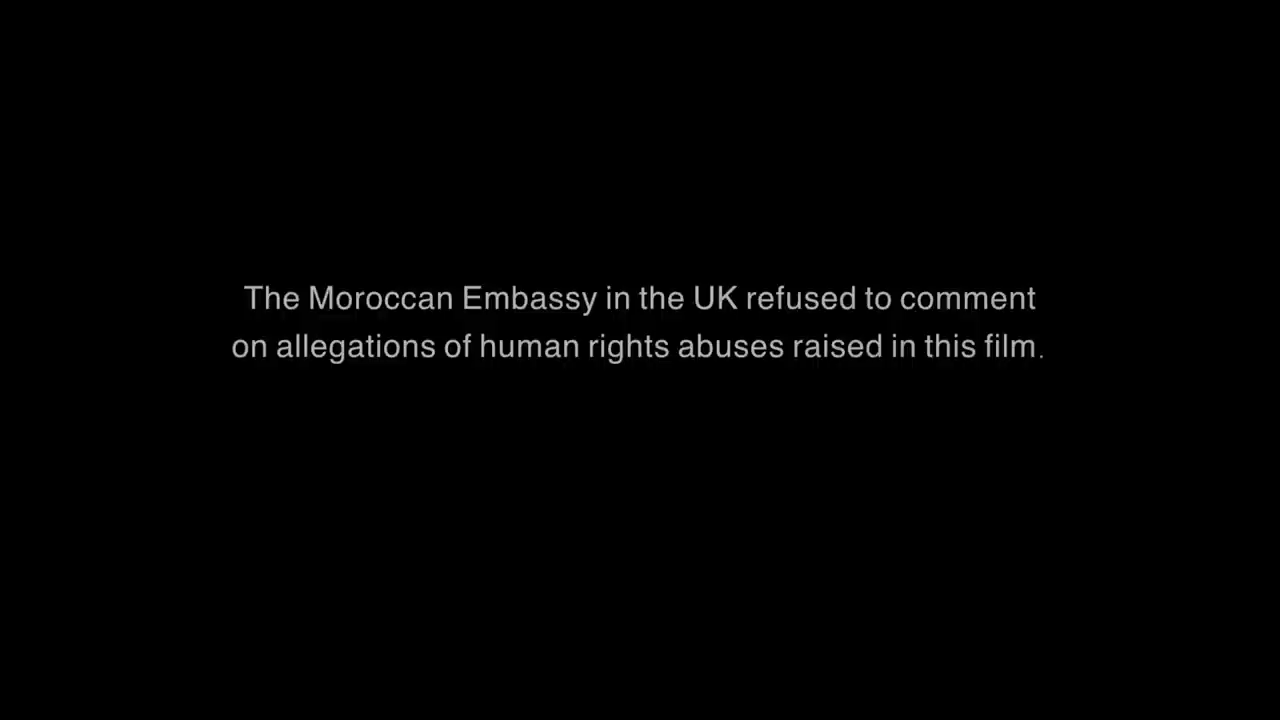 The Moroccan Embassy in the UK refused to comment
on allegations of human rights abuses raised in this film.